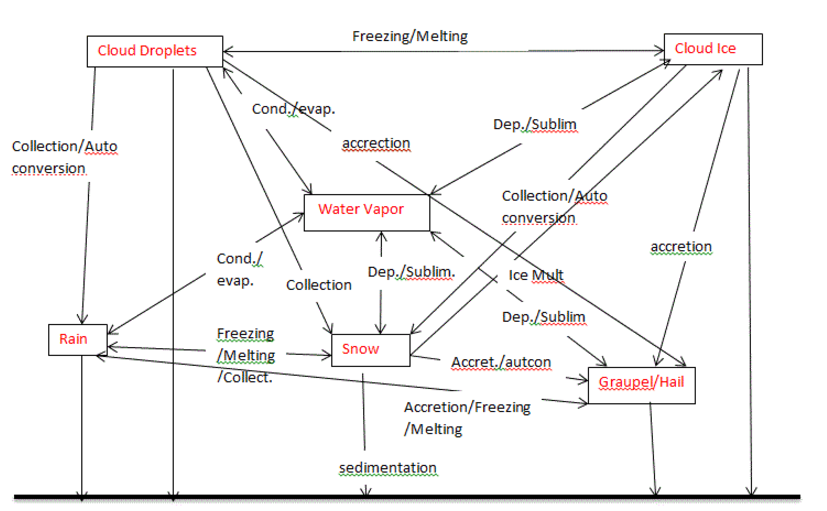 Freezing/Melting
Cloud Droplets
Cloud Ice
Cond./evap.
Dep./Sublim
accrection
Collection/Auto
conversion
Collection/Auto
conversion
Water Vapor
accretion
Cond./
evap.
Dep./Sublim.
Ice Mult
Collection
Dep./Sublim
Rain
Freezing
/Melting
/Collect.
Snow
Accret./autcon
Graupel/Hail
Accretion/Freezing
/Melting
sedimentation